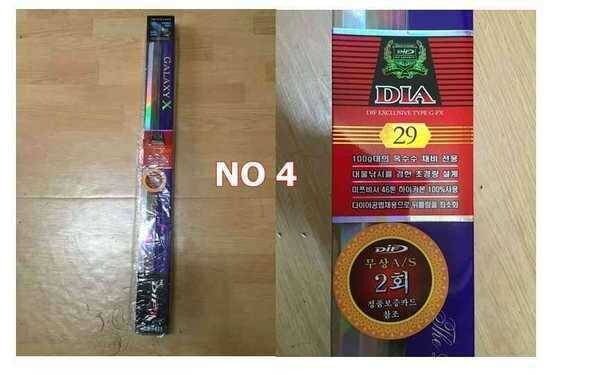 GALAXY X
NO 4
DIF
DIA
DIF EXCLUSIVE TYPE G-FX
29
100g대의 옥수수 채비 전용
대물낚시를 겸한 초경량 설계
미쯔비시 46톤 하이카본 100%사용
다이아공법채용으로 뒤틀림을 최소화
DIF
무상A/S
2회
정품보증카드
참조
The